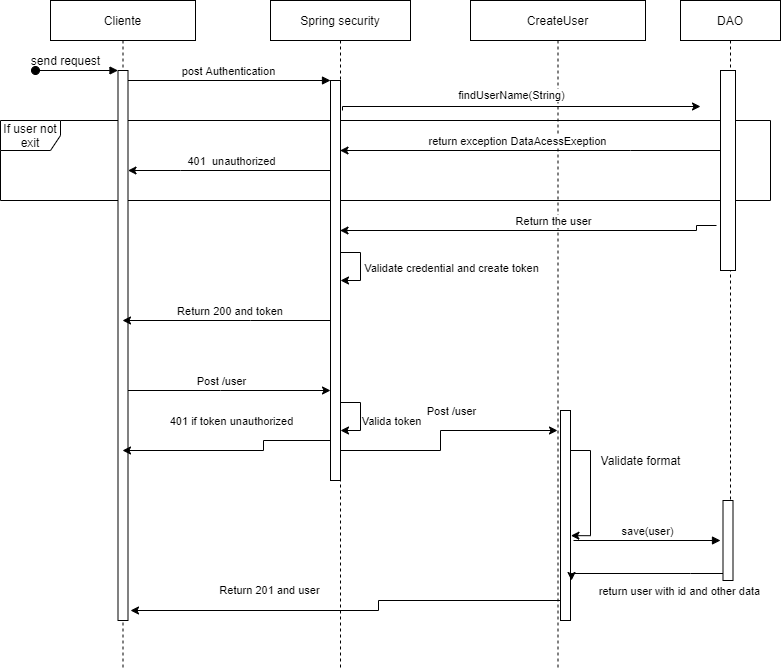 Cliente
Spring security
CreateUser
DAO
send request
post Authentication
findUserName(String)
If user not
exit
return exception DataAcessExeption
401  unauthorized
Return the user
Validate credential and create token
Return 200 and token
Post /user
401 if token unauthorized
Valida token
Post /user
Validate format
save(user)
Return 201 and user
return user with id and other data